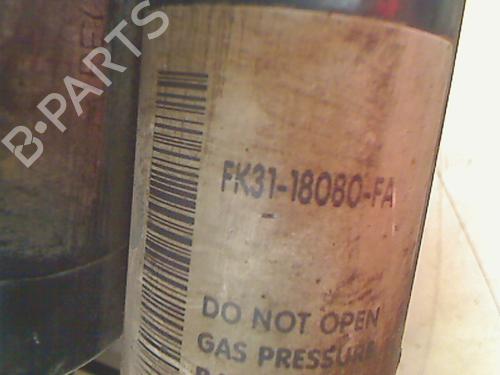 B-PARTS
FK31-18080-FA
DO NOT OPEN
GAS PRESSURE